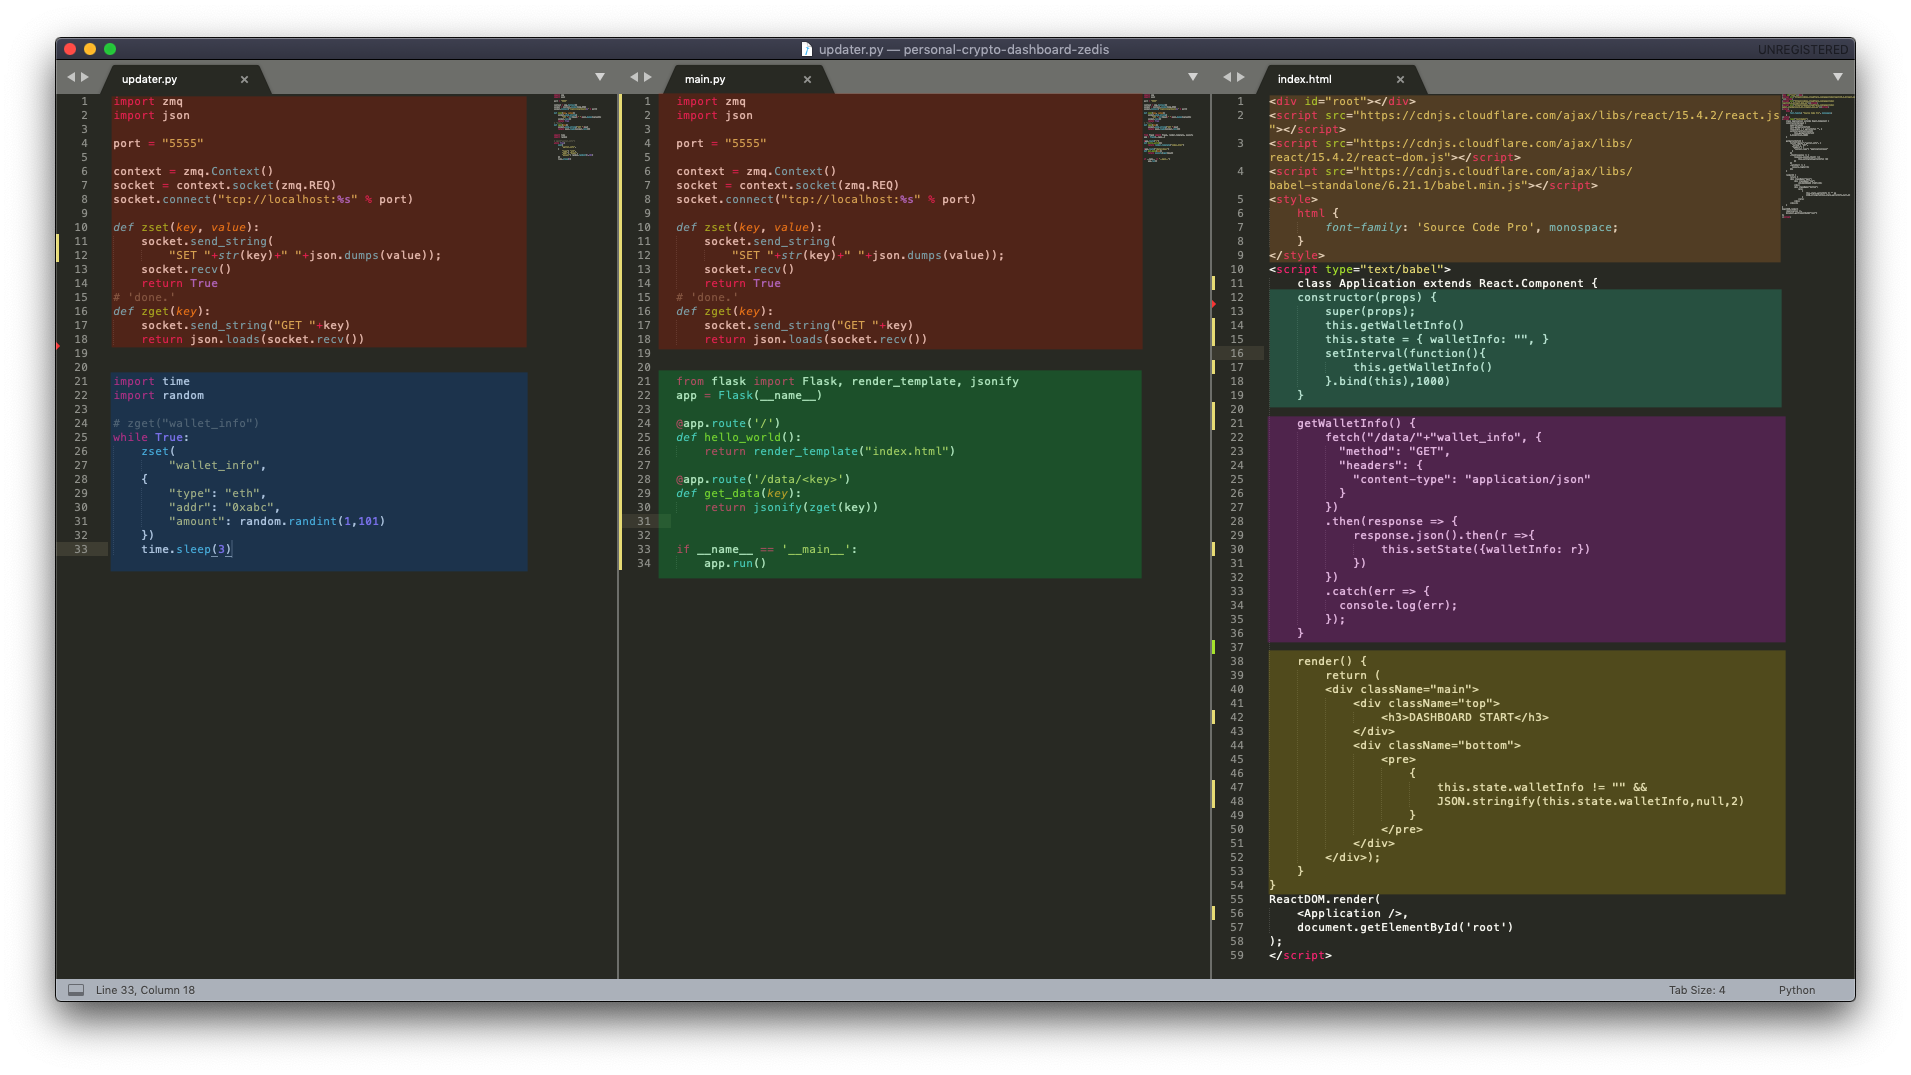 updater.py — personal-crypto-dashboard-zedis
UNREGISTERED
updater.py
1 import zmq
2 import json
3
4 port = "5555"
5
6 context = zmq.Context()
7 socket = context.socket(zmq.REQ)
8 socket.connect("tcp://localhost:%s" % port)
9
10 def zset(key, value):
11     socket.send_string(
12         "SET "+str(key)+" "+json.dumps(value));
13     socket.recv()
14     return True
15 # 'done.'
16 def zget(key):
17     socket.send_string("GET "+key)
18     return json.loads(socket.recv())
19
20
21 import time
22 import random
23
24 # zget("wallet_info")
25 while True:
26     zset(
27         "wallet_info",
28     {
29         "type": "eth",
30         "addr": "0xabc",
31         "amount": random.randint(1,101)
32     })
33     time.sleep(3)
main.py
1 import zmq
2 import json
3
4 port = "5555"
5
6 context = zmq.Context()
7 socket = context.socket(zmq.REQ)
8 socket.connect("tcp://localhost:%s" % port)
9
10 def zset(key, value):
11     socket.send_string(
12         "SET "+str(key)+" "+json.dumps(value));
13     socket.recv()
14     return True
15 # 'done.'
16 def zget(key):
17     socket.send_string("GET "+key)
18     return json.loads(socket.recv())
19
20
21 from flask import Flask, render_template, jsonify
22 app = Flask(__name__)
23
24 @app.route('/')
25 def hello_world():
26     return render_template("index.html")
27
28 @app.route('/data/<key>')
29 def get_data(key):
30     return jsonify(zget(key))
31
32
33 if __name__ == '__main__':
34     app.run()
index.html
1 <div id="root"></div>
2 <script src="https://cdnjs.cloudflare.com/ajax/libs/react/15.4.2/react.js
"></script>
3 <script src="https://cdnjs.cloudflare.com/ajax/libs/
react/15.4.2/react-dom.js"></script>
4 <script src="https://cdnjs.cloudflare.com/ajax/libs/
babel-standalone/6.21.1/babel.min.js"></script>
5 <style>
6     html {
7         font-family: 'Source Code Pro', monospace;
8     }
9 </style>
10 <script type="text/babel">
11     class Application extends React.Component {
12     constructor(props) {
13         super(props);
14         this.getWalletInfo()
15         this.state = { walletInfo: "", }
16         setInterval(function(){
17             this.getWalletInfo()
18         }.bind(this),1000)
19     }
20
21     getWalletInfo() {
22         fetch("/data/"+"wallet_info", {
23           "method": "GET",
24           "headers": {
25             "content-type": "application/json"
26           }
27         })
28         .then(response => {
29             response.json().then(r =>{
30                 this.setState({walletInfo: r})
31             })
32         })
33         .catch(err => {
34           console.log(err);
35         });
36     }
37
38     render() {
39         return (
40         <div className="main">
41             <div className="top">
42                 <h3>DASHBOARD START</h3>
43             </div>
44             <div className="bottom">
45                 <pre>
46                     {
47                         this.state.walletInfo != "" &&
48                         JSON.stringify(this.state.walletInfo,null,2)
49                     }
50                 </pre>
51             </div>
52         </div>);
53     }
54 }
55 ReactDOM.render(
56     <Application />,
57     document.getElementById('root')
58 );
59 </script>
Line 33, Column 18
Tab Size: 4
Python